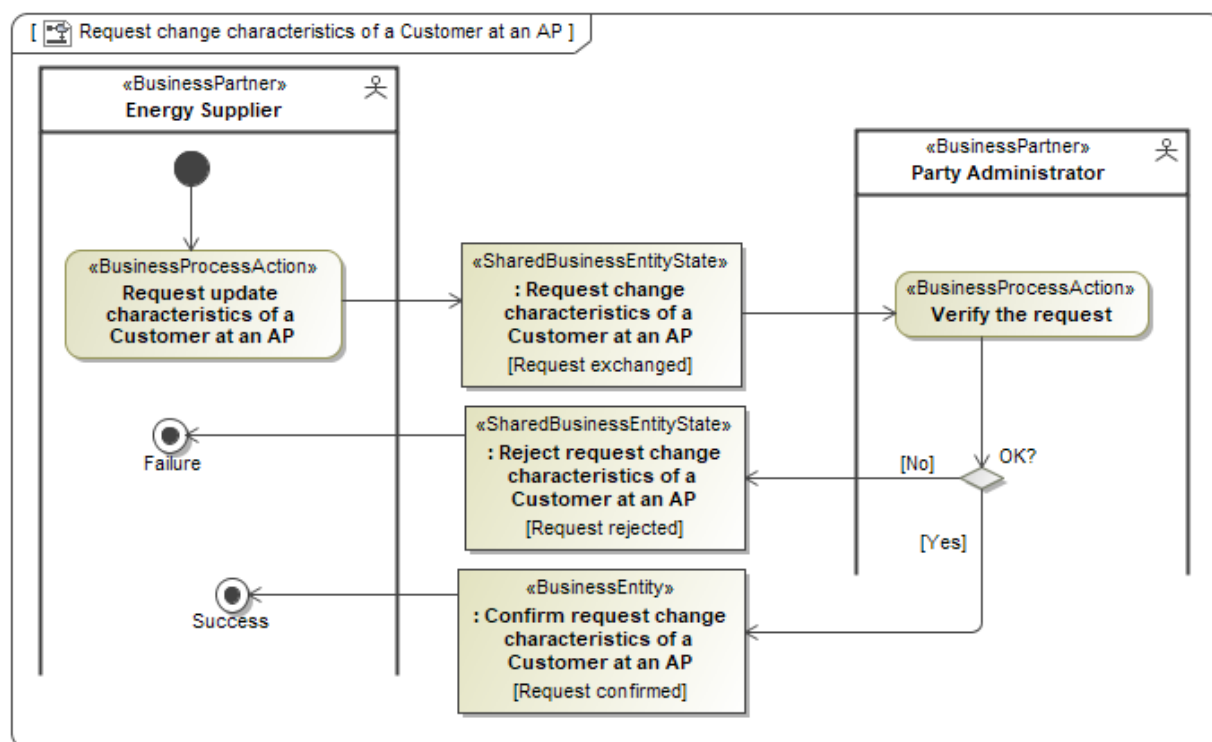 [ Request change characteristics of a Customer at an AP ]
«BusinessPartner»
Energy Supplier
«BusinessPartner»
Party Administrator
«BusinessProcessAction»
Request update
characteristics of a
Customer at an AP
«SharedBusinessEntityState»
: Request change
characteristics of a
Customer at an AP
[Request exchanged]
«BusinessProcessAction»
Verify the request
«SharedBusinessEntityState»
: Reject request change
characteristics of a
Customer at an AP
[Request rejected]
Failure
[No]
OK?
[Yes]
«BusinessEntity»
: Confirm request change
characteristics of a
Customer at an AP
[Request confirmed]
Success